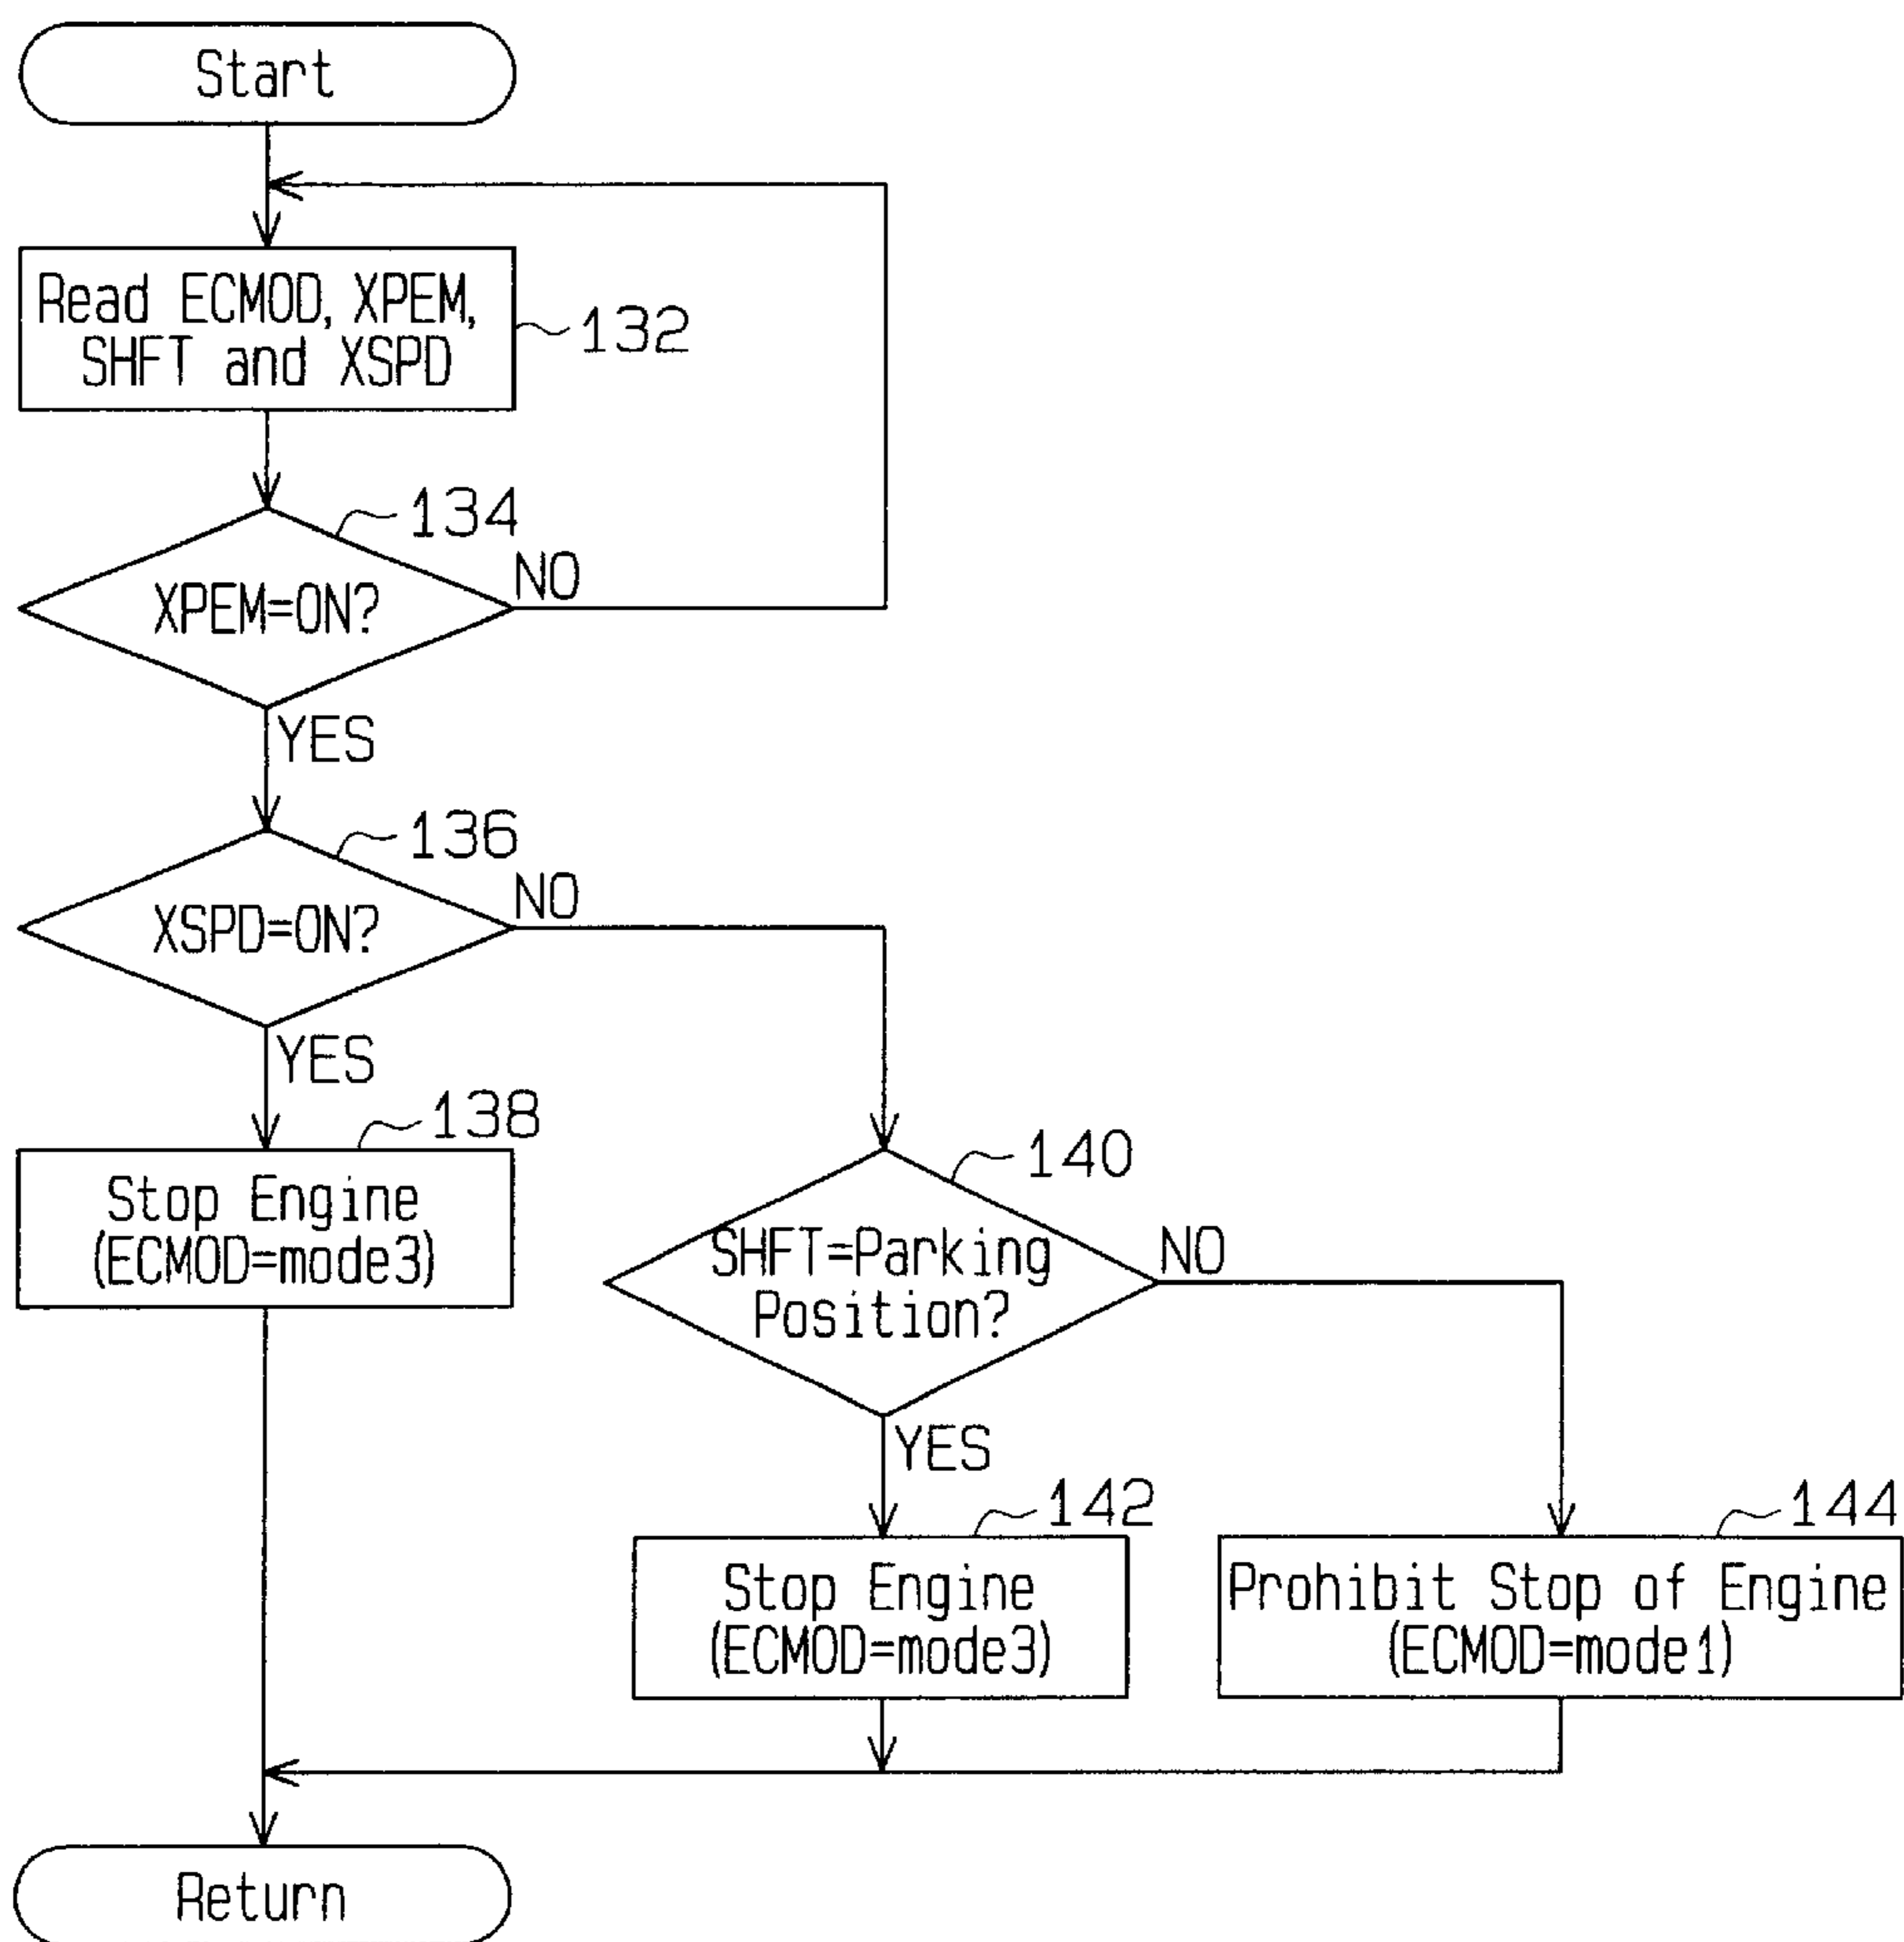 Start
Read ECMOD, XPEM,
SHFT and XSPD
132
134
XPEM=ON?
NO
YES
136
XSPD=ON?
NO
YES
138
Stop Engine
(ECMOD=mode3)
140
SHFT=Parking
Position?
NO
YES
142
Stop Engine
(ECMOD=mode3)
144
Prohibit Stop of Engine
(ECMOD=mode1)
Return